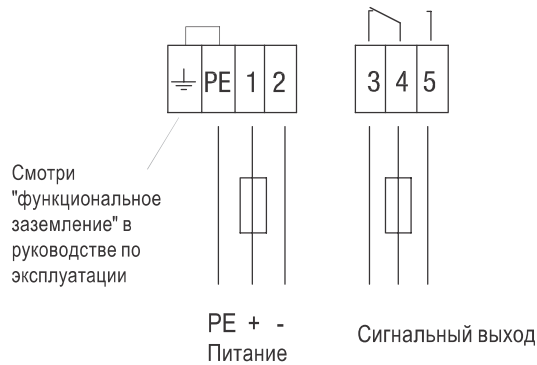 PE 1 2
3 4 5
Смотри
"функциональное
заземление" в
руководстве по
эксплуатации
PE + -
Питание
Сигнальный выход